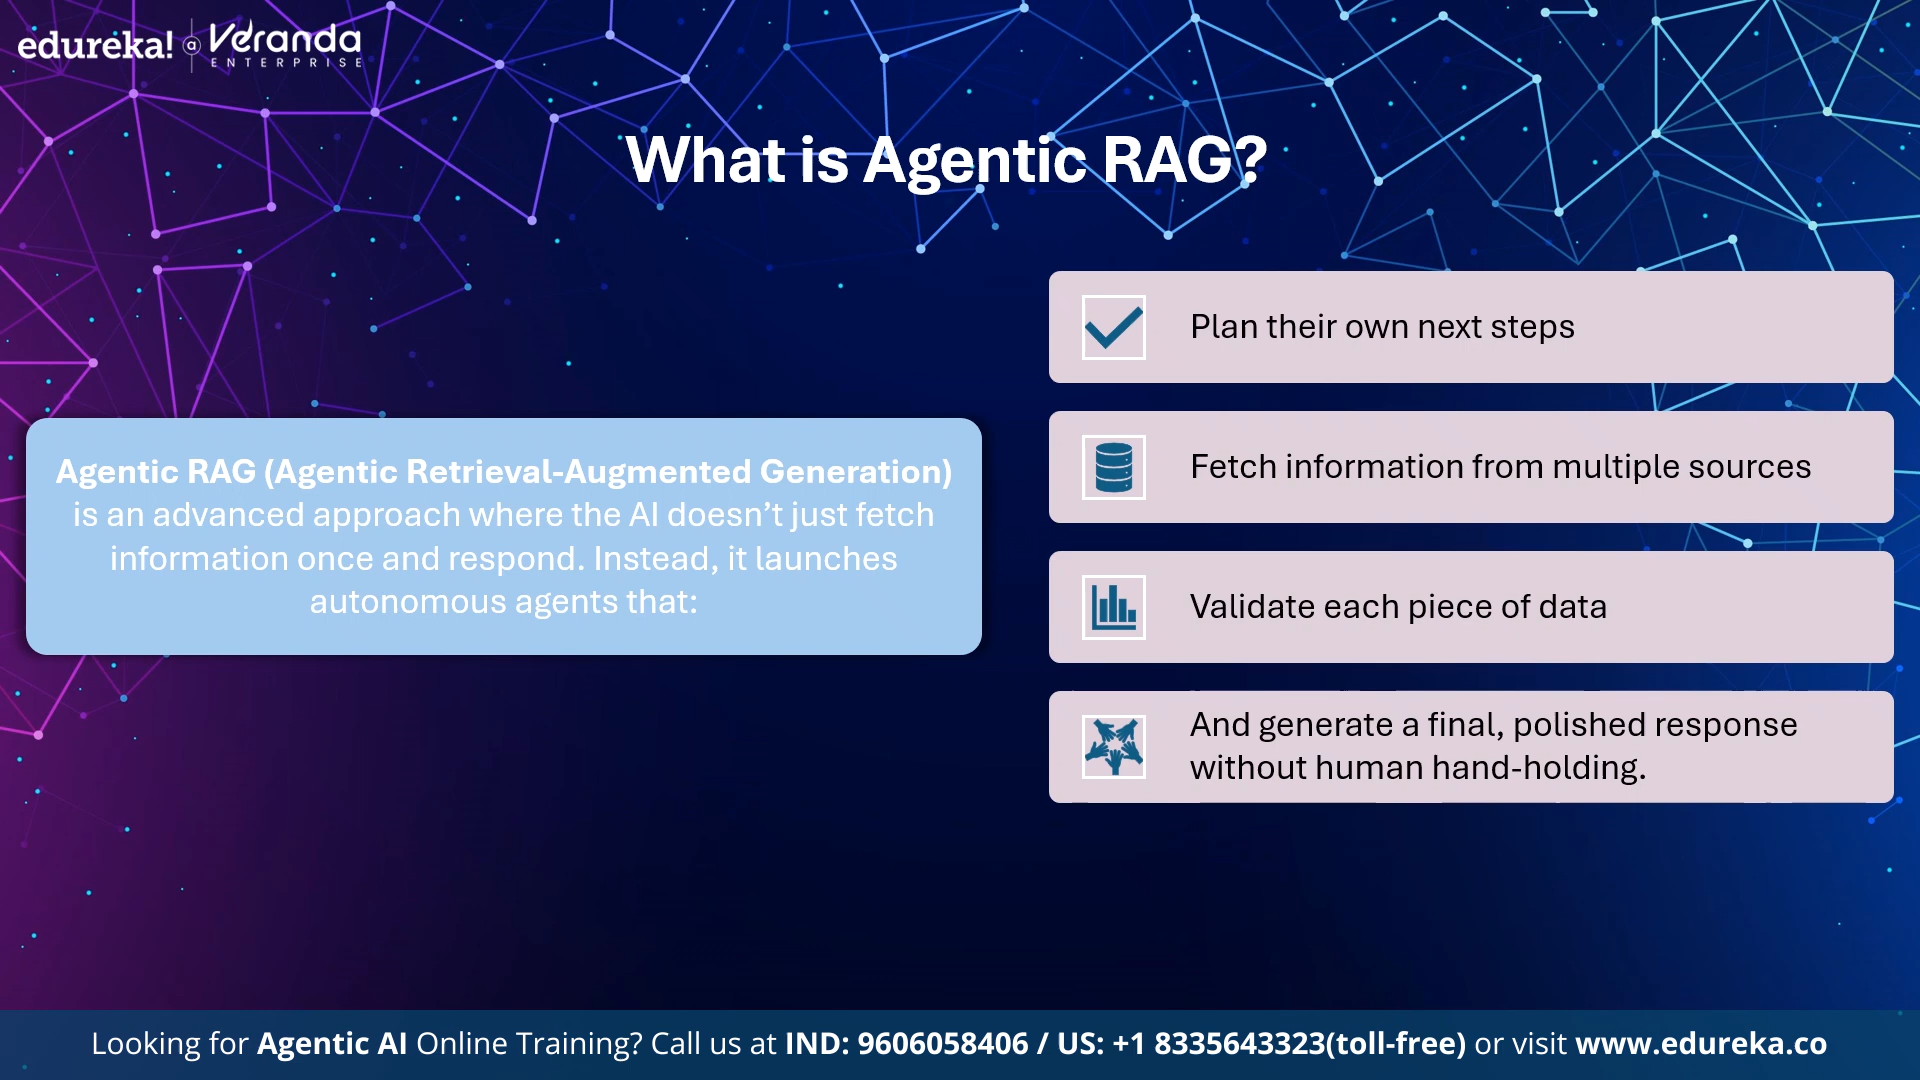 edureka! a Veranda
ENTERPRISE
What is Agentic RAG?
Agentic RAG (Agentic Retrieval-Augmented Generation)
is an advanced approach where the AI doesn’t just fetch
information once and respond. Instead, it launches
autonomous agents that:
Plan their own next steps
Fetch information from multiple sources
Validate each piece of data
And generate a final, polished response
without human hand-holding.
Looking for Agentic AI Online Training? Call us at IND: 9606058406 / US: +1 8335643323(toll-free) or visit www.edureka.co